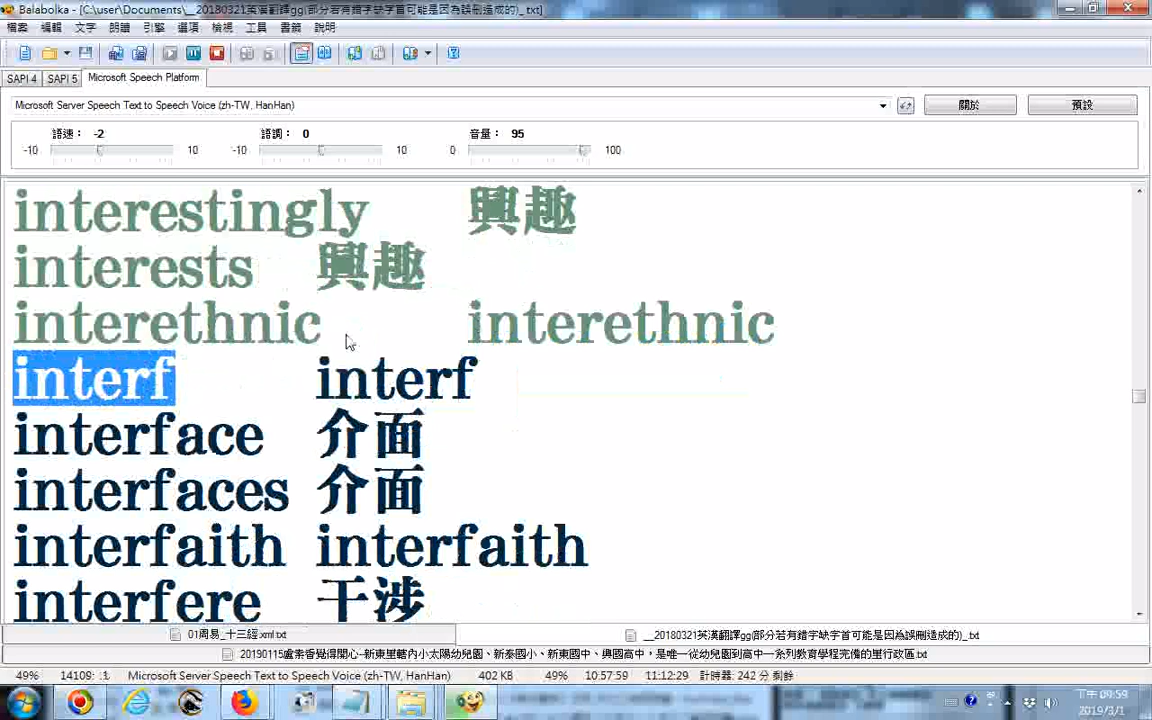 Balabolka - [C:\user\Documents\__20180321英漢翻譯gg(部分若有錯字缺字首可能是因為誤刪造成的)_.txt]
檔案 編輯 文字 朗讀 引擎 選項 檢視 工具 書籤 說明
SAPI 4 SAPI 5 Microsoft Speech Platform
Microsoft Server Speech Text to Speech Voice (zh-TW, HanHan) 關於 預設
語速： -2 語調： 0 音量： 95
-10 10 -10 10 0 100
interestingly 興趣
interests 興趣
interethnic interethnic
interf interf
interface 介面
interfaces 介面
interfaith interfaith
interfere 干涉
01周易_十三經.xml.txt __20180321英漢翻譯gg(部分若有錯字缺字首可能是因為誤刪造成的)_.txt
20190115盧素香覺得開心-新東里轄內小太陽幼兒園、新泰國小、新東國中、興國高中，是唯一從幼兒園到高中一系列教育學程完備的里行政區.txt
49% 14109: .1 Microsoft Server Speech Text to Speech Voice (zh-TW, HanHan) 402 KB 49% 10:57:59 11:12:29 計時器: 242 分 剩餘
下午 09:59
2019/3/1